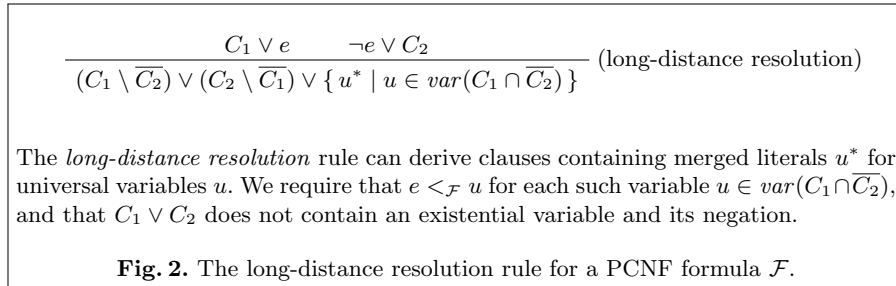 C₁ ∨ e    ¬e ∨ C₂
(C₁ \ C̅₂̅) ∨ (C₂ \ C̅₁̅) ∨ { u* | u ∈ var(C₁ ∩ C̅₂̅) } (long-distance resolution)
The long-distance resolution rule can derive clauses containing merged literals u* for
universal variables u. We require that e <_ℱ u for each such variable u ∈ var(C₁∩C̅₂̅),
and that C₁ ∨ C₂ does not contain an existential variable and its negation.
Fig. 2. The long-distance resolution rule for a PCNF formula ℱ.